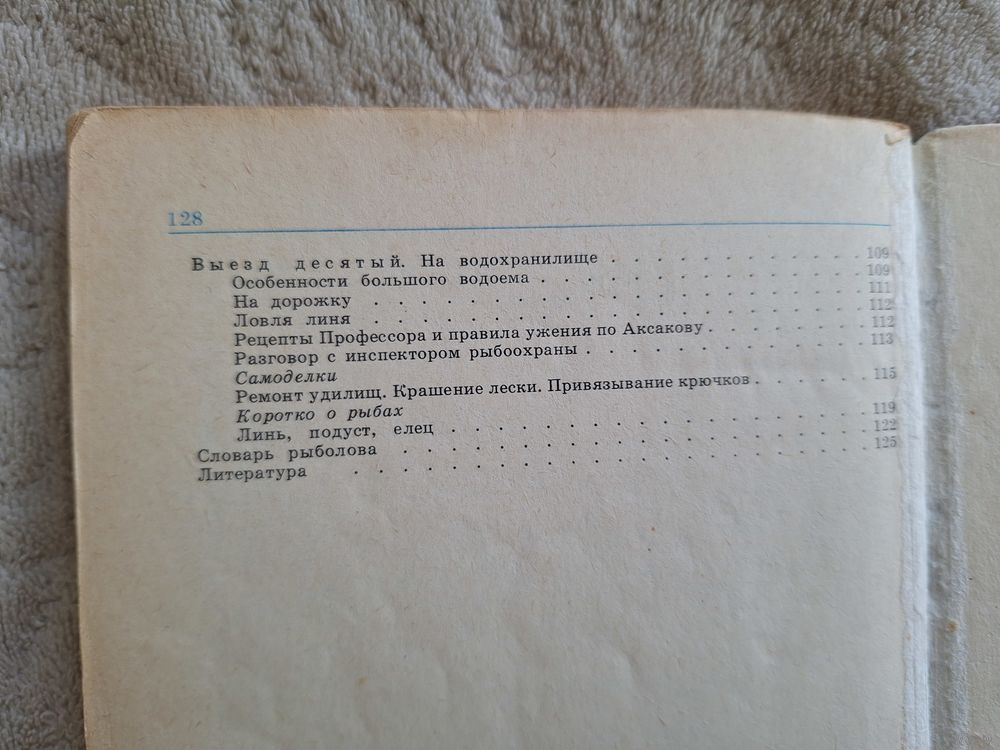 128
Выезд десятый. На водохранилище . . . . . . . . . . . . 109
Особенности большого водоема . . . . . . . . . . . . . . 109
На дорожку . . . . . . . . . . . . . . . . . . . . 111
Ловля линя . . . . . . . . . . . . . . . . . . . . 112
Рецепты Профессора и правила ужения по Аксакову . . . . . . . 112
Разговор с инспектором рыбоохраны . . . . . . . . . . . . 113
Самоделки
Ремонт удилищ. Крашение лески. Привязывание крючков . . . . . 115
Коротко о рыбах
Линь, подуст, елец . . . . . . . . . . . . . . . . . 119
Словарь рыболова . . . . . . . . . . . . . . . . . . 122
Литература . . . . . . . . . . . . . . . . . . . . 125